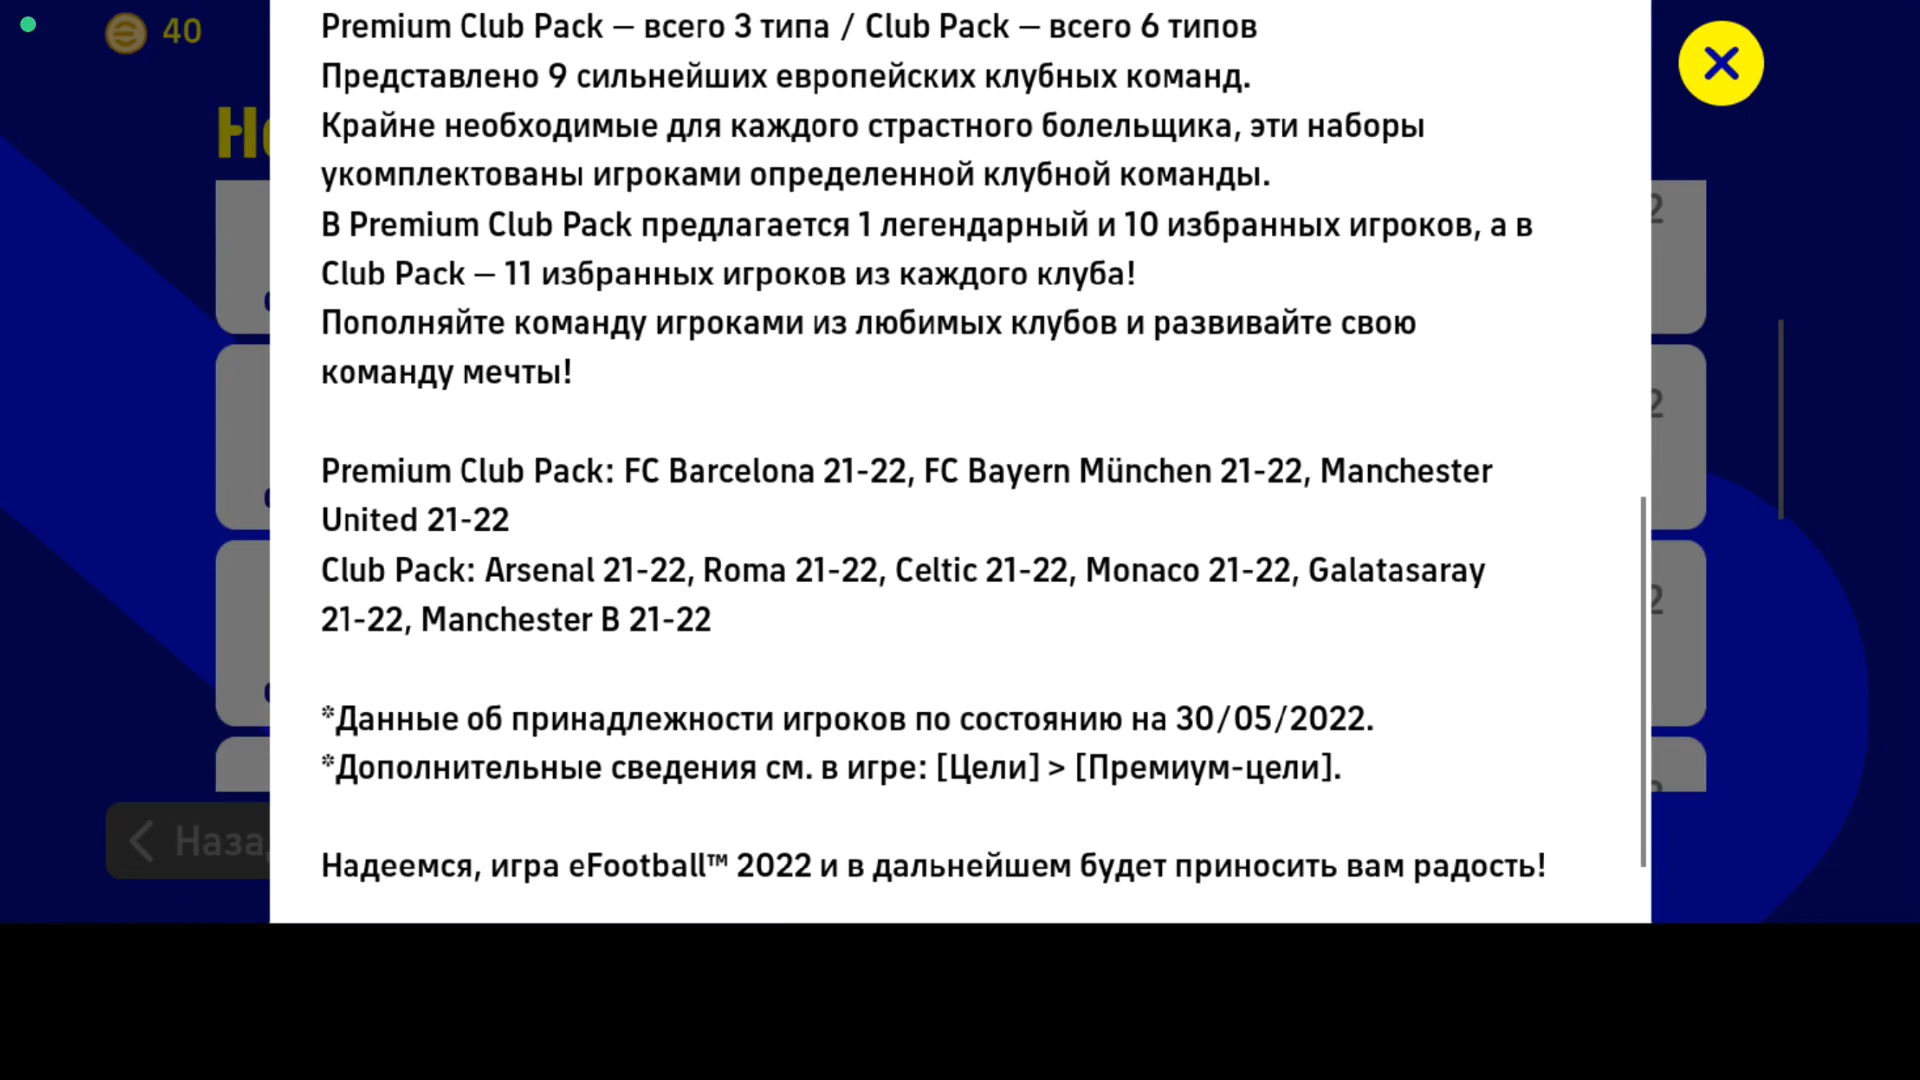 40
Premium Club Pack – всего 3 типа / Club Pack – всего 6 типов
Представлено 9 сильнейших европейских клубных команд.
Крайне необходимые для каждого страстного болельщика, эти наборы
укомплектованы игроками определенной клубной команды.
В Premium Club Pack предлагается 1 легендарный и 10 избранных игроков, а в
Club Pack – 11 избранных игроков из каждого клуба!
Пополняйте команду игроками из любимых клубов и развивайте свою
команду мечты!
Premium Club Pack: FC Barcelona 21-22, FC Bayern München 21-22, Manchester
United 21-22
Club Pack: Arsenal 21-22, Roma 21-22, Celtic 21-22, Monaco 21-22, Galatasaray
21-22, Manchester B 21-22
*Данные об принадлежности игроков по состоянию на 30/05/2022.
*Дополнительные сведения см. в игре: [Цели] > [Премиум-цели].
Надеемся, игра eFootball™ 2022 и в дальнейшем будет приносить вам радость!